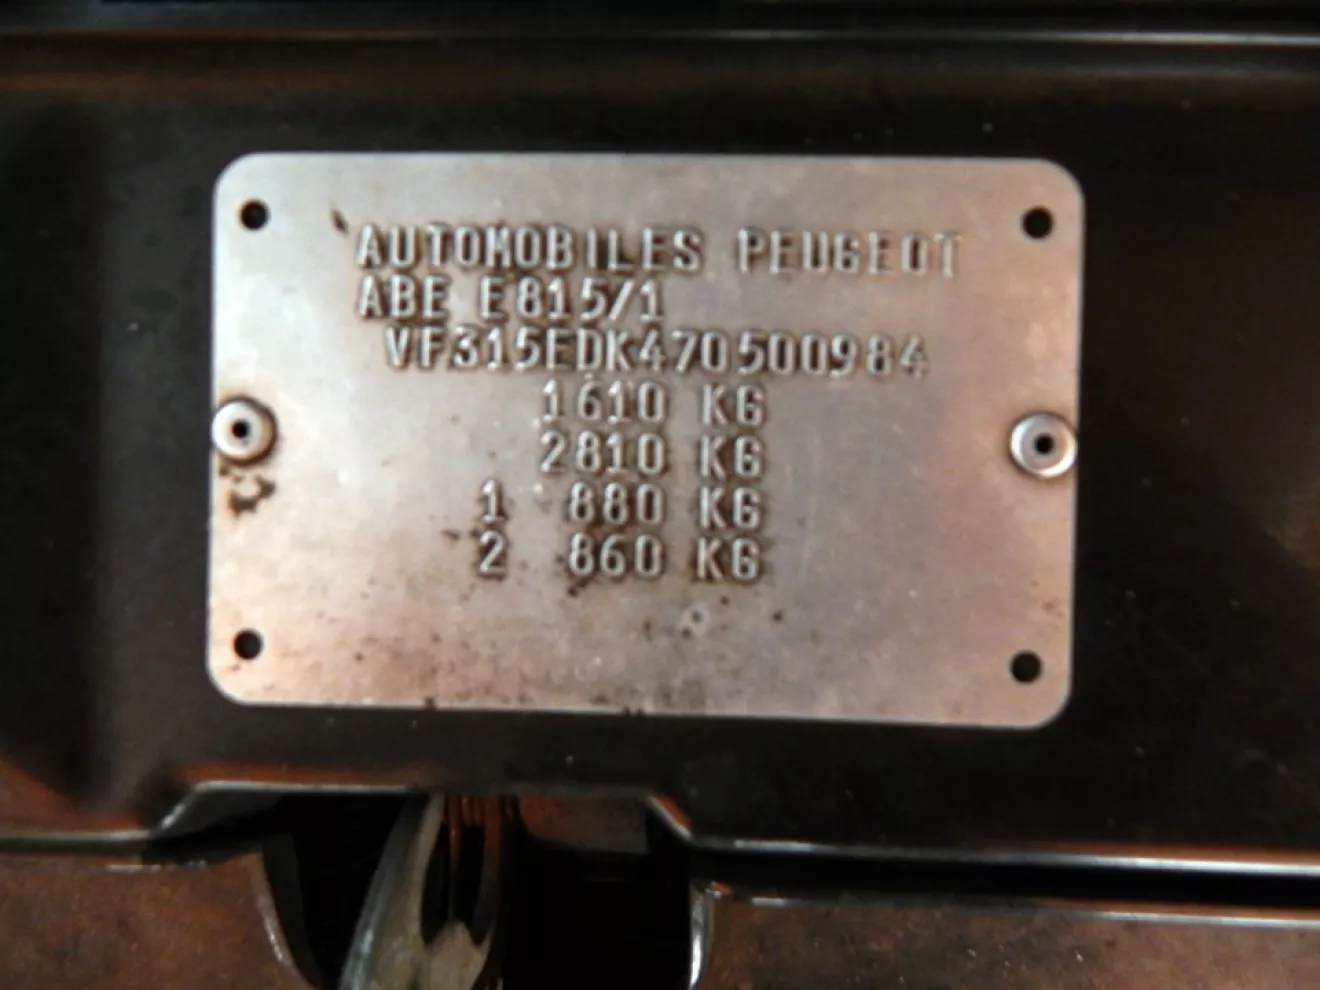 AUTOMOBILES PEUGEOT
ABE E815/1
VF315EDK470500984
1610 KG
2810 KG
1 880 KG
2 860 KG